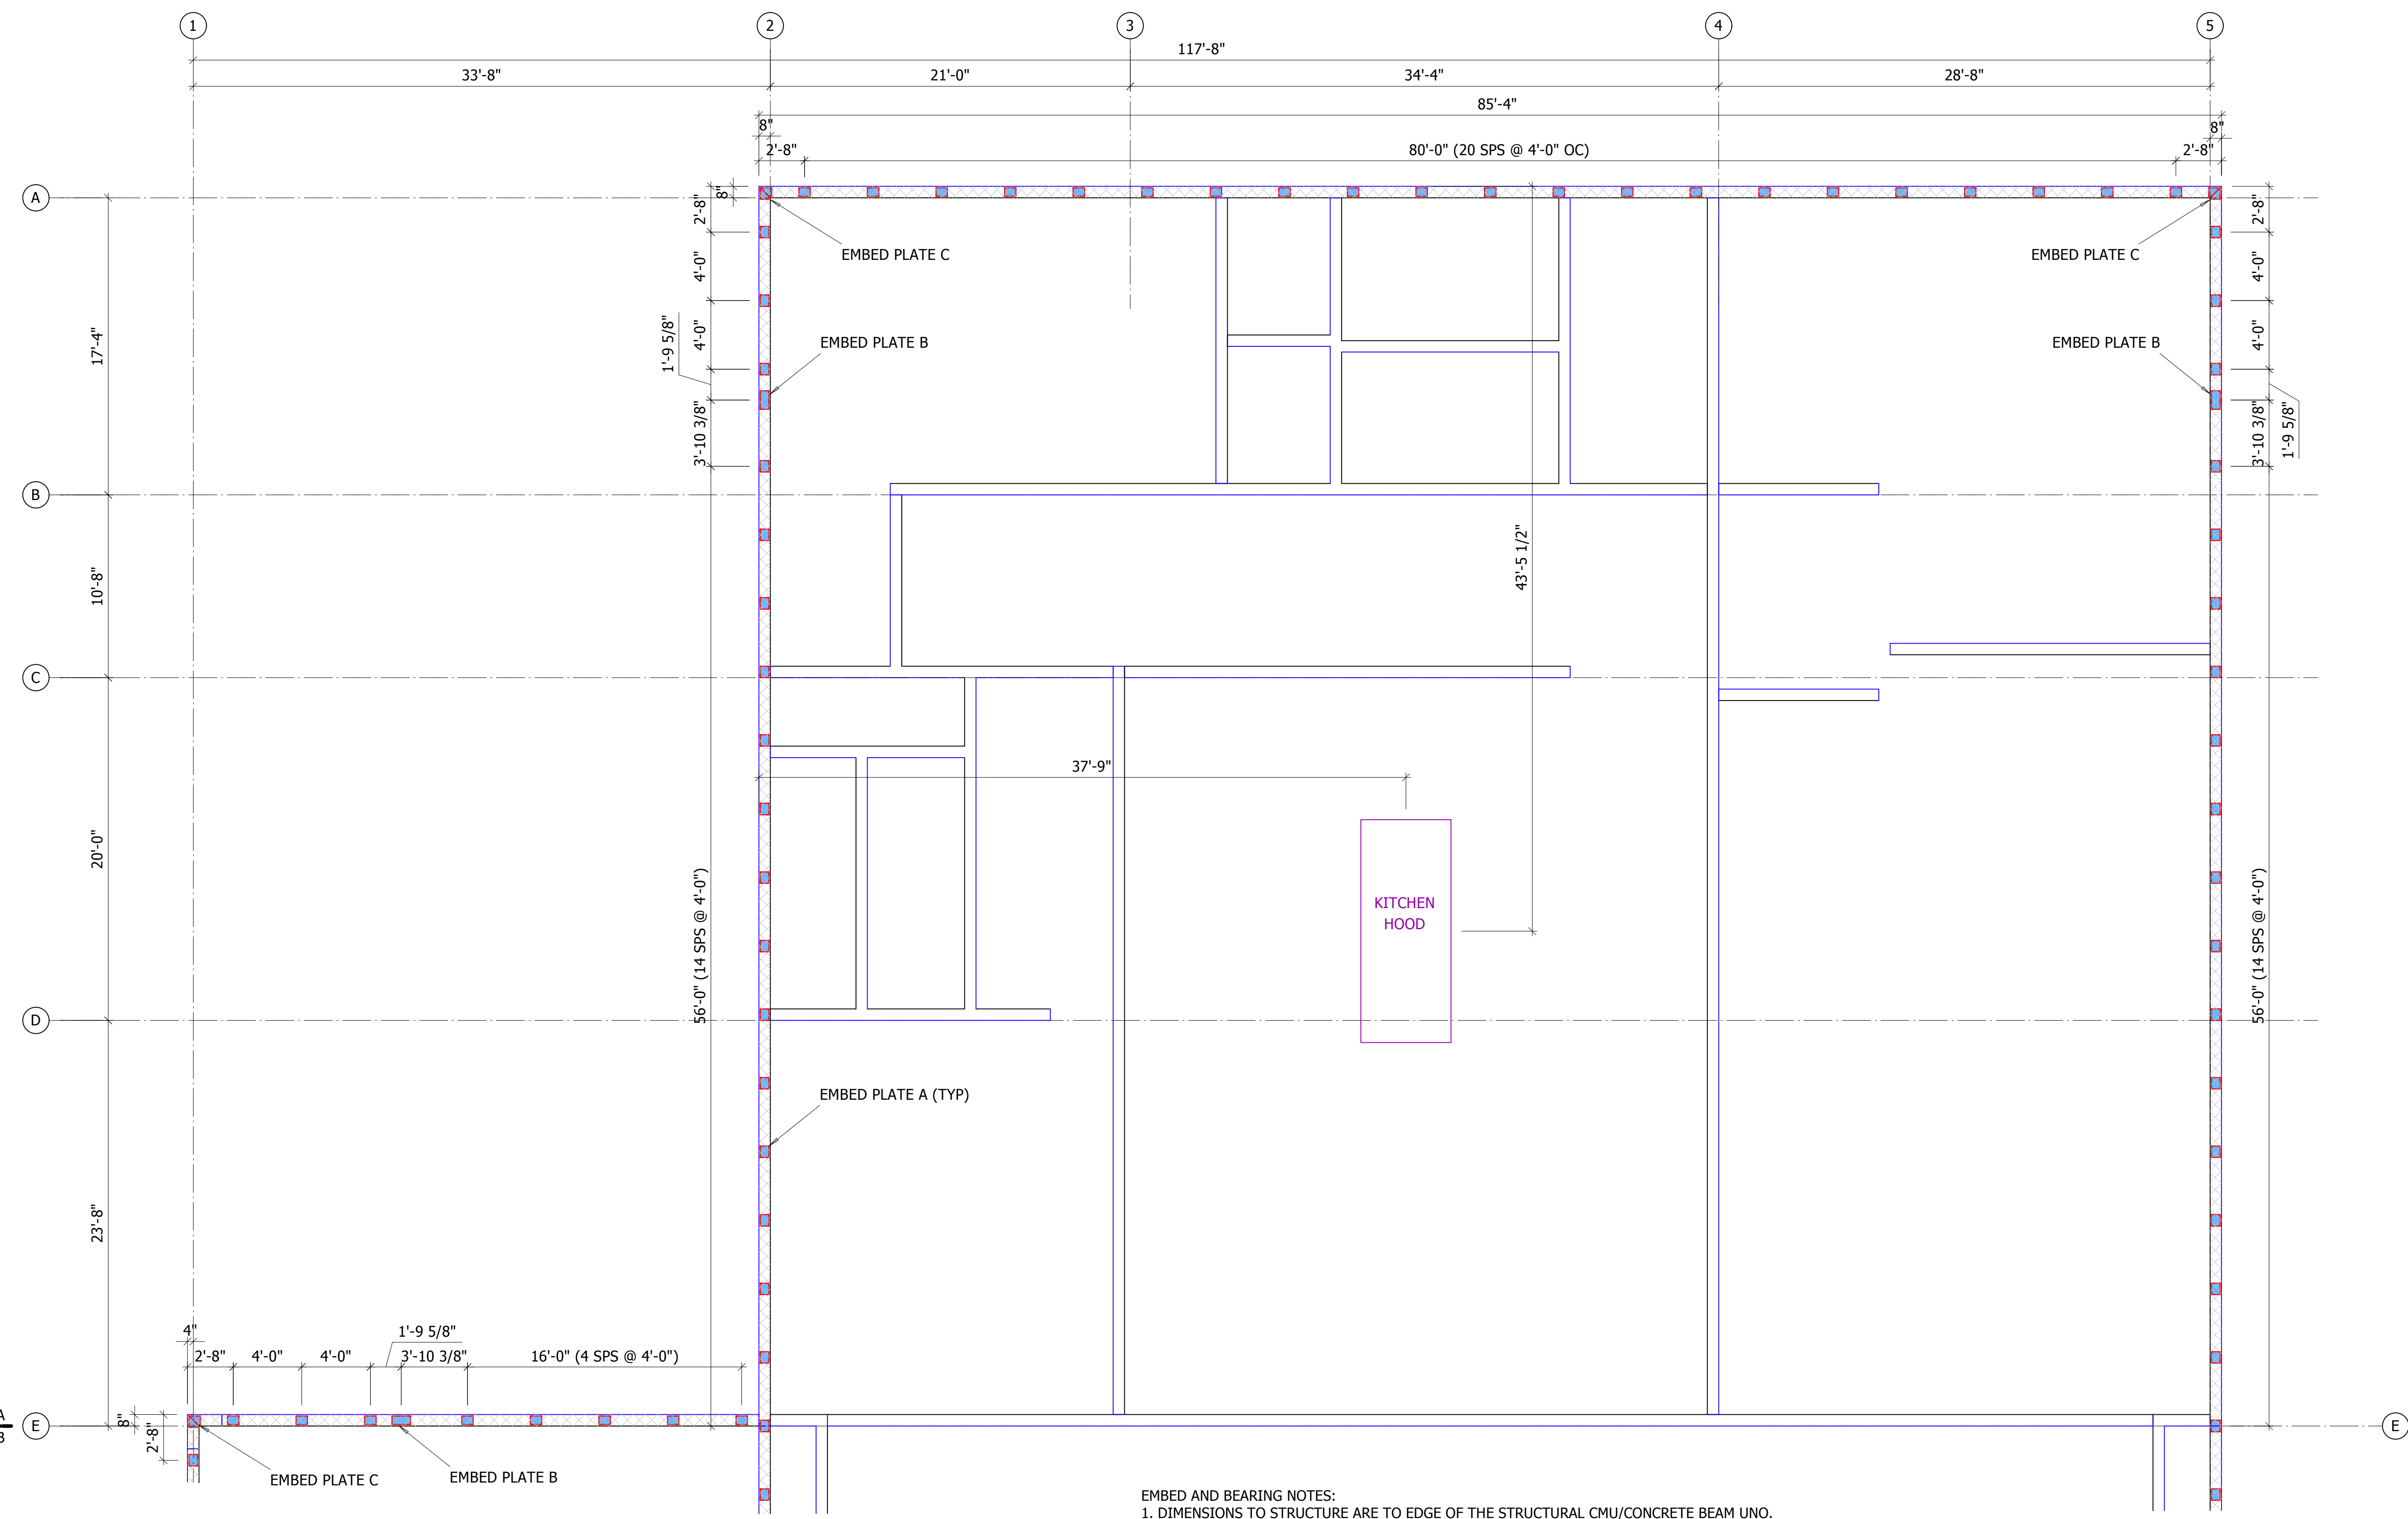 1
2
3
4
5
117'-8"
33'-8"
21'-0"
34'-4"
28'-8"
85'-4"
8"
8"
2'-8"
80'-0" (20 SPS @ 4'-0" OC)
2'-8"
A
8"
2'-8"
2'-8"
EMBED PLATE C
EMBED PLATE C
4'-0"
4'-0"
17'-4"
1'-9 5/8"
4'-0"
EMBED PLATE B
EMBED PLATE B
4'-0"
3'-10 3/8"
3'-10 3/8"
1'-9 5/8"
B
10'-8"
43'-5 1/2"
C
37'-9"
20'-0"
KITCHEN
HOOD
56'-0" (14 SPS @ 4'-0")
56'-0" (14 SPS @ 4'-0")
D
EMBED PLATE A (TYP)
23'-8"
4"
1'-9 5/8"
2'-8"
4'-0"
4'-0"
3'-10 3/8"
16'-0" (4 SPS @ 4'-0")
A
B
E
8"
2'-8"
E
EMBED PLATE C
EMBED PLATE B
EMBED AND BEARING NOTES:
1. DIMENSIONS TO STRUCTURE ARE TO EDGE OF THE STRUCTURAL CMU/CONCRETE BEAM UNO.